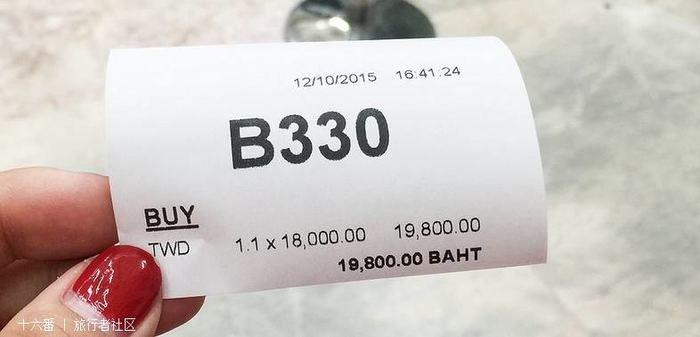 12/10/2015 16:41:24
B330
BUY
TWD 1.1 x 18,000.00 19,800.00
19,800.00 BAHT
十六番 | 旅行者社区